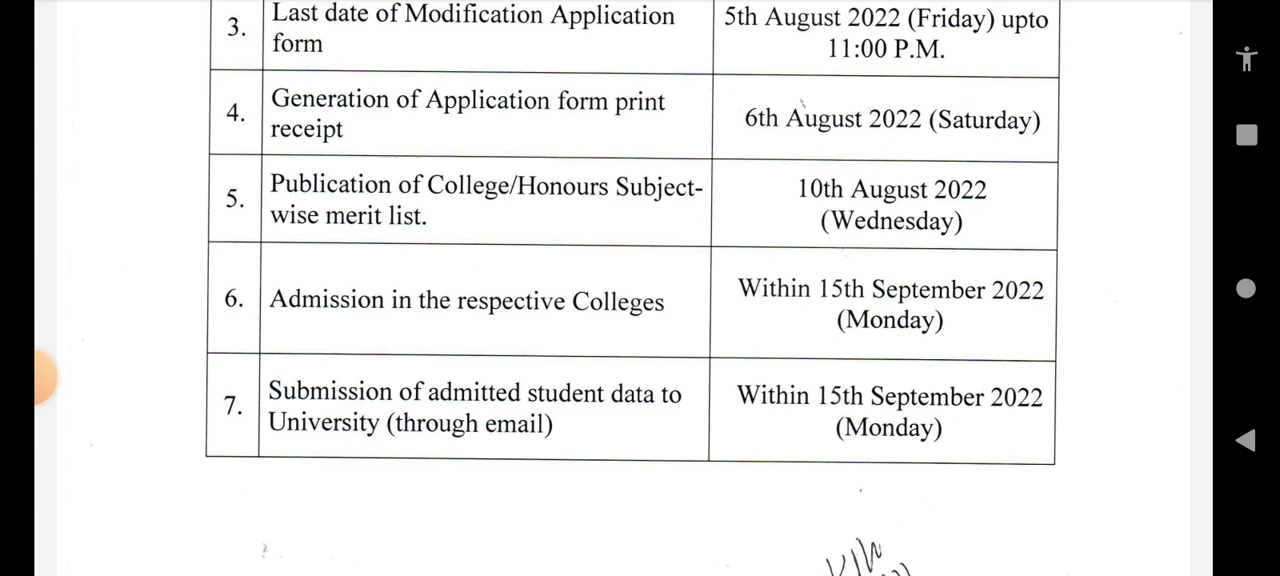 3.
Last date of Modification Application
form
5th August 2022 (Friday) upto
11:00 P.M.
4.
Generation of Application form print
receipt
6th August 2022 (Saturday)
5.
Publication of College/Honours Subject-
wise merit list.
10th August 2022
(Wednesday)
6.
Admission in the respective Colleges
Within 15th September 2022
(Monday)
7.
Submission of admitted student data to
University (through email)
Within 15th September 2022
(Monday)